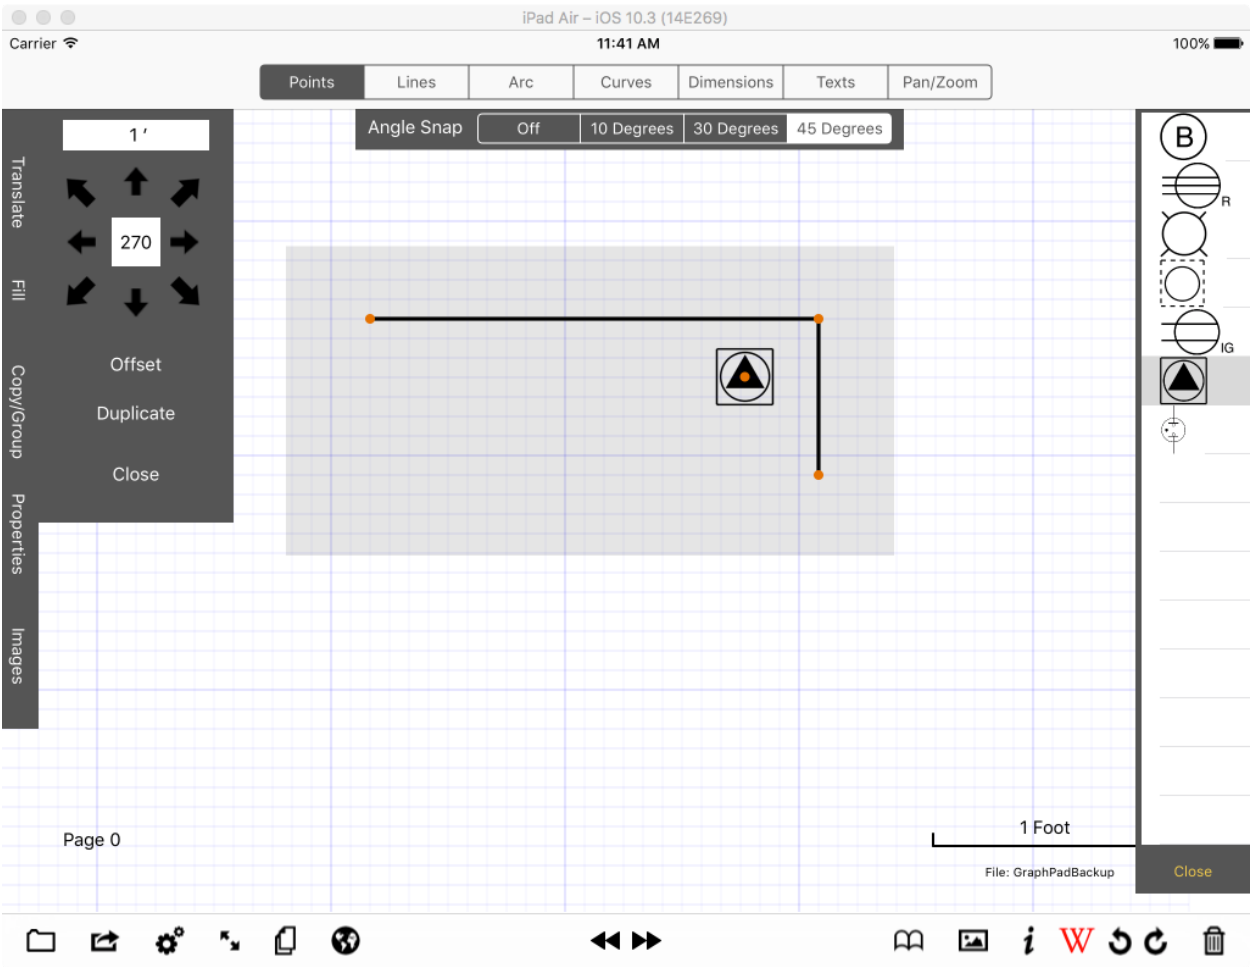 iPad Air – iOS 10.3 (14E269)
Carrier 11:41 AM 100%
Points Lines Arc Curves Dimensions Texts Pan/Zoom
Angle Snap Off 10 Degrees 30 Degrees 45 Degrees
1 ′
270
Offset
Duplicate
Close
Translate
Fill
Copy/Group
Properties
Images
B
R
IG
Page 0
1 Foot
File: GraphPadBackup
Close
i W